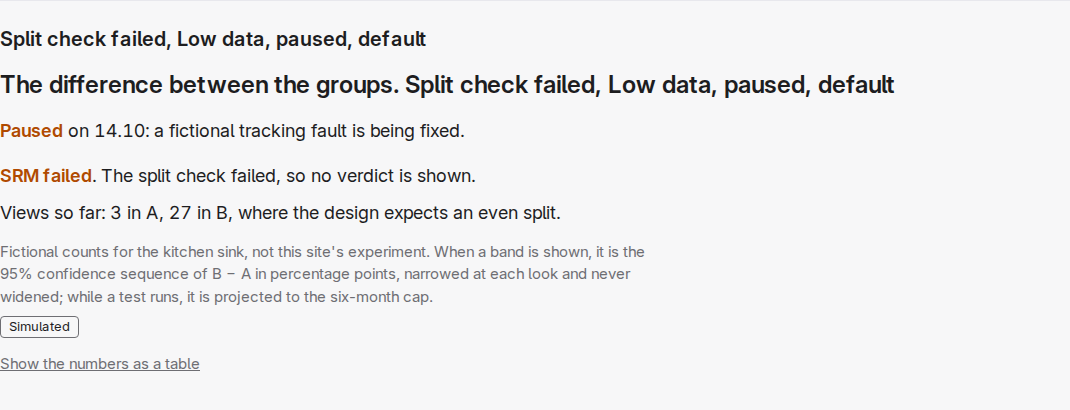 Split check failed, Low data, paused, default
The difference between the groups. Split check failed, Low data, paused, default
Paused on 14.10: a fictional tracking fault is being fixed.
SRM failed. The split check failed, so no verdict is shown.
Views so far: 3 in A, 27 in B, where the design expects an even split.
Fictional counts for the kitchen sink, not this site's experiment. When a band is shown, it is the
95% confidence sequence of B − A in percentage points, narrowed at each look and never
widened; while a test runs, it is projected to the six-month cap.
Simulated
Show the numbers as a table